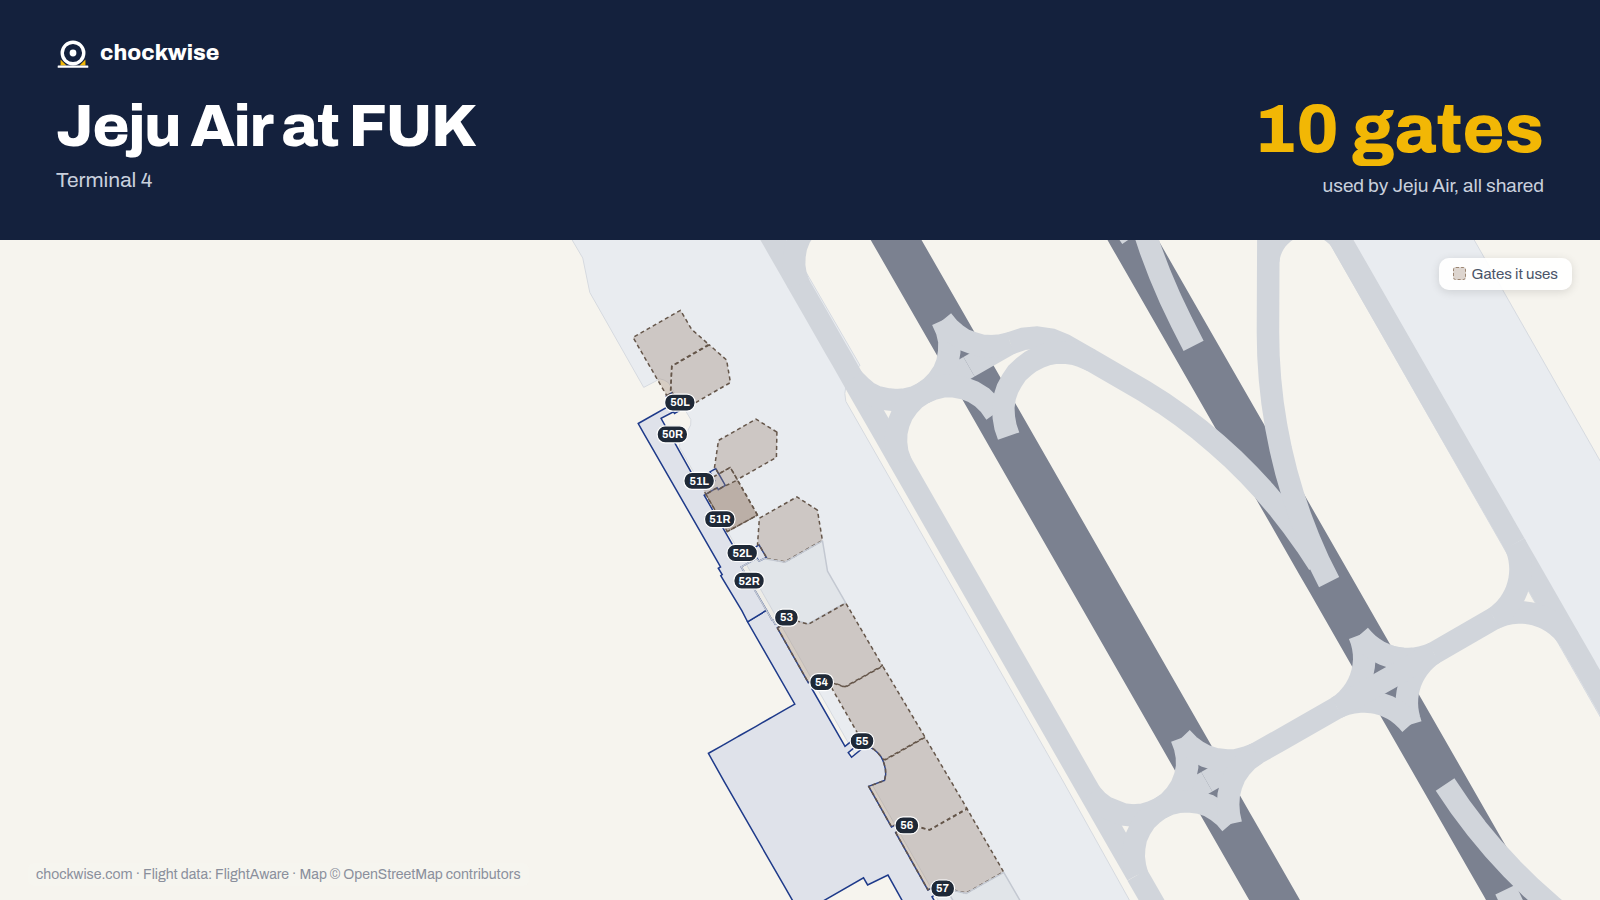 chockwise
Jeju Air at FUK
Terminal 4
10 gates
used by Jeju Air, all shared
Gates it uses
50L
50R
51L
51R
52L
52R
53
54
55
56
57
chockwise.com · Flight data: FlightAware · Map © OpenStreetMap contributors